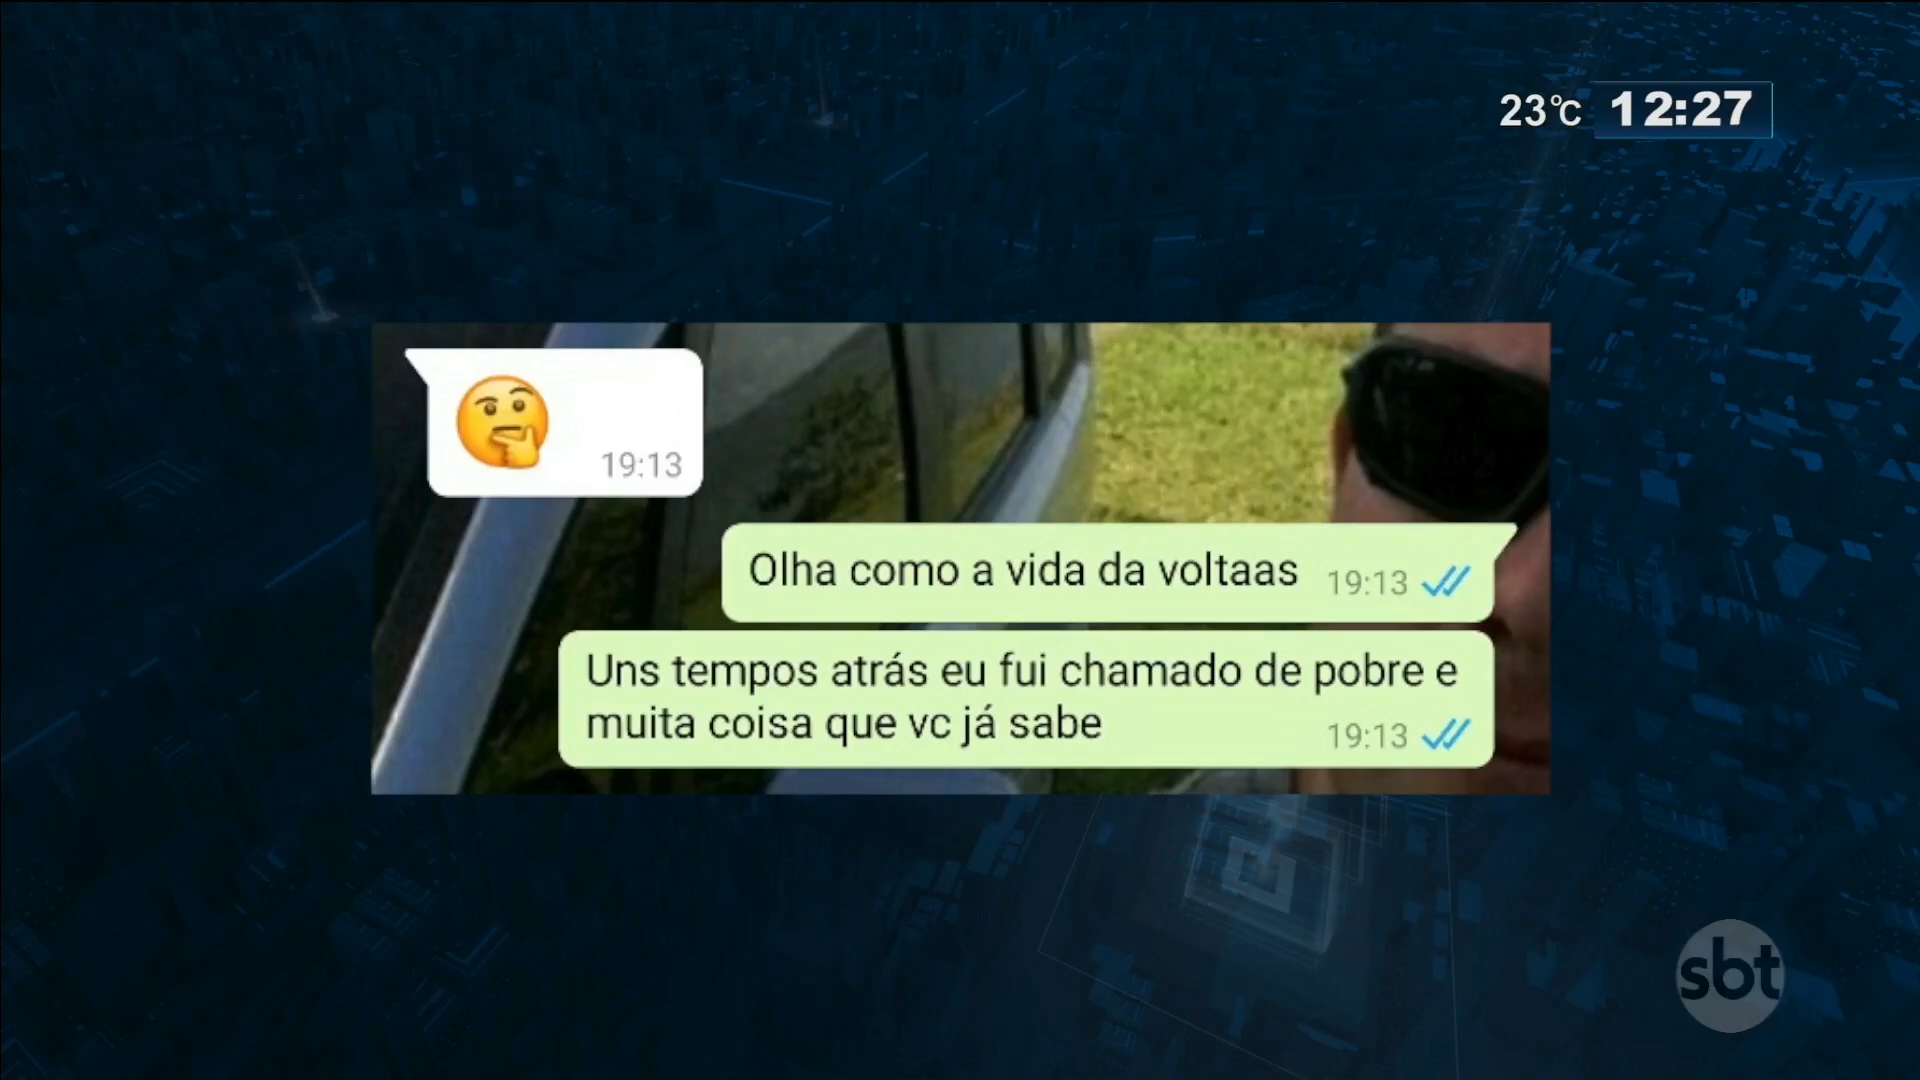 23°C 12:27
19:13
Olha como a vida da voltaas 19:13
Uns tempos atrás eu fui chamado de pobre e
muita coisa que vc já sabe 19:13
sbt